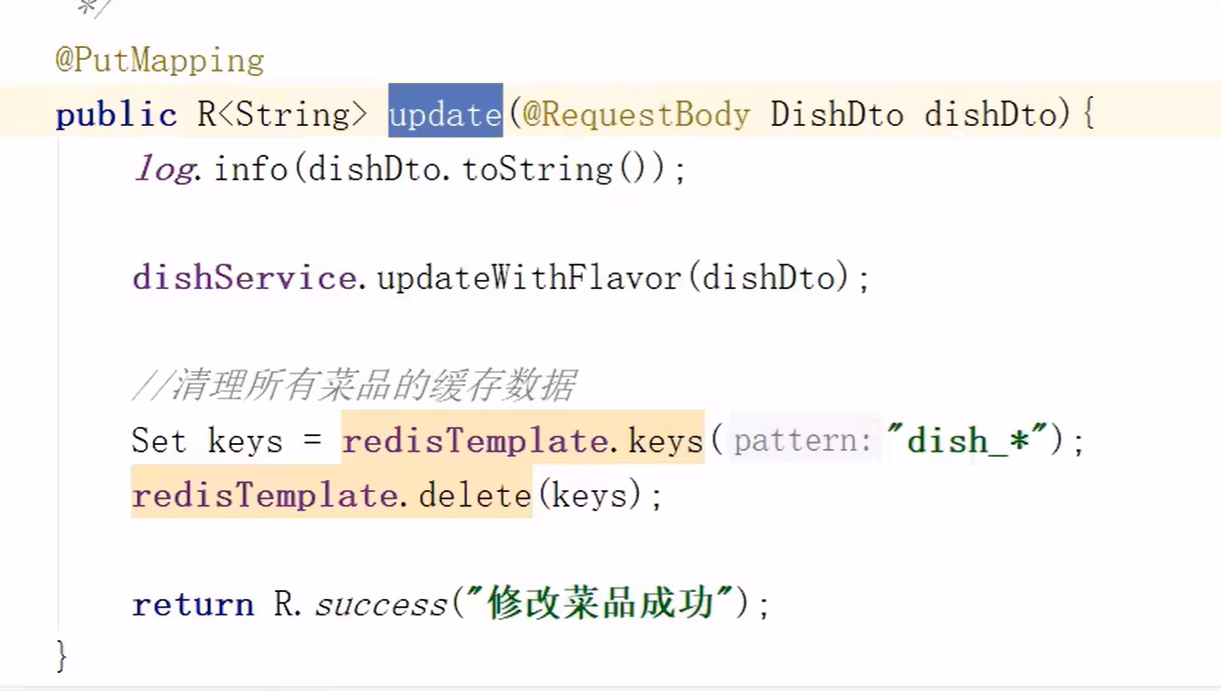 */
@PutMapping
public R<String> update(@RequestBody DishDto dishDto){
log.info(dishDto.toString());
dishService.updateWithFlavor(dishDto);
//清理所有菜品的缓存数据
Set keys = redisTemplate.keys( pattern: "dish_*");
redisTemplate.delete(keys);
return R.success("修改菜品成功");
}